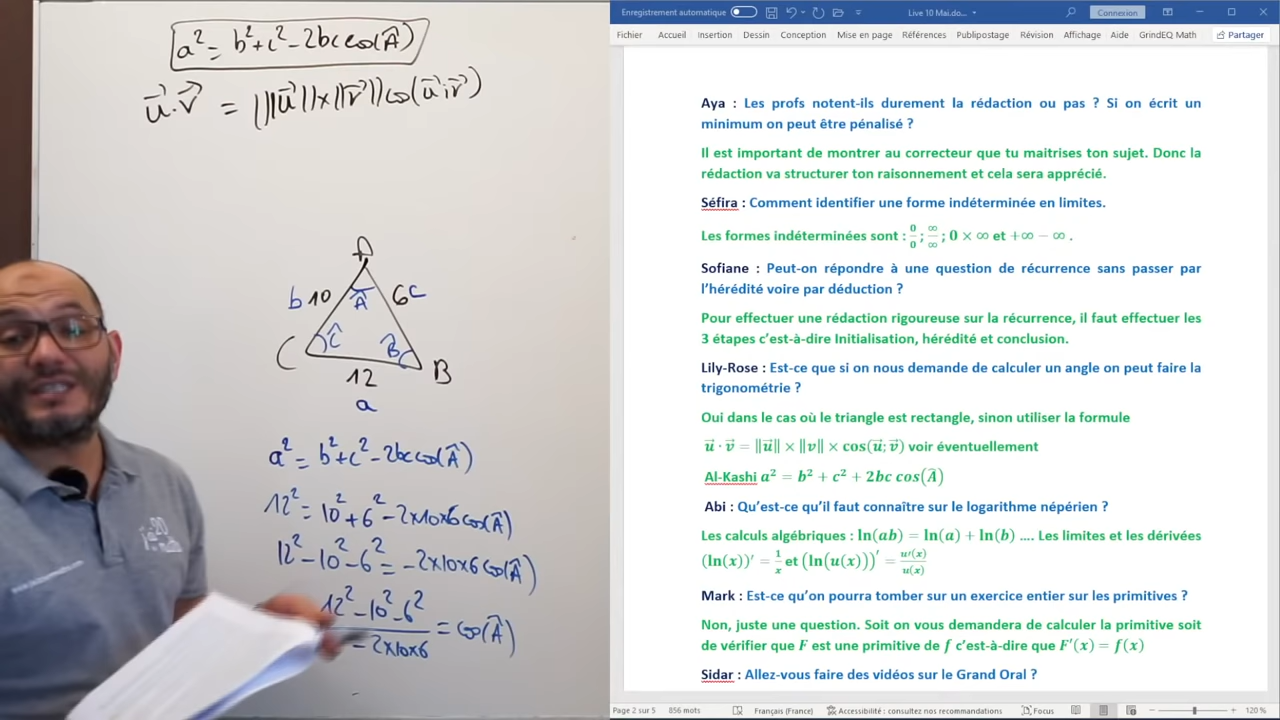 a² = b² + c² - 2bc cos(Â)
u⃗.v⃗ = ||u⃗||×||v⃗|| cos(u⃗;v⃗)
A
b 10 Â 6 c
Ĉ B̂
C B
12
a
a² = b² + c² - 2bc cos(Â)
12² = 10² + 6² - 2×10×6 cos(Â)
12² - 10² - 6² = -2×10×6 cos(Â)
12² - 10² - 6² / - 2×10×6 = cos(Â)
Enregistrement automatique Live 10 Mai.do... Connexion
Fichier Accueil Insertion Dessin Conception Mise en page Références Publipostage Révision Affichage Aide GrindEQ Math Partager
Aya : Les profs notent-ils durement la rédaction ou pas ? Si on écrit un
minimum on peut être pénalisé ?
Il est important de montrer au correcteur que tu maitrises ton sujet. Donc la
rédaction va structurer ton raisonnement et cela sera apprécié.
Séfira : Comment identifier une forme indéterminée en limites.
Les formes indéterminées sont : 0/0 ; ∞/∞ ; 0 × ∞ et +∞ − ∞ .
Sofiane : Peut-on répondre à une question de récurrence sans passer par
l’hérédité voire par déduction ?
Pour effectuer une rédaction rigoureuse sur la récurrence, il faut effectuer les
3 étapes c’est-à-dire Initialisation, hérédité et conclusion.
Lily-Rose : Est-ce que si on nous demande de calculer un angle on peut faire la
trigonométrie ?
Oui dans le cas où le triangle est rectangle, sinon utiliser la formule
u⃗ · v⃗ = ‖u⃗‖ × ‖v‖ × cos(u⃗; v⃗) voir éventuellement
Al-Kashi a² = b² + c² + 2bc cos(Â)
Abi : Qu’est-ce qu’il faut connaître sur le logarithme népérien ?
Les calculs algébriques : ln(ab) = ln(a) + ln(b) .... Les limites et les dérivées
(ln(x))′ = 1/x et (ln(u(x)))′ = u′(x)/u(x)
Mark : Est-ce qu’on pourra tomber sur un exercice entier sur les primitives ?
Non, juste une question. Soit on vous demandera de calculer la primitive soit
de vérifier que F est une primitive de f c’est-à-dire que F′(x) = f(x)
Sidar : Allez-vous faire des vidéos sur le Grand Oral ?
Page 2 sur 5 856 mots Français (France) Accessibilité : consultez nos recommandations Focus 120 %